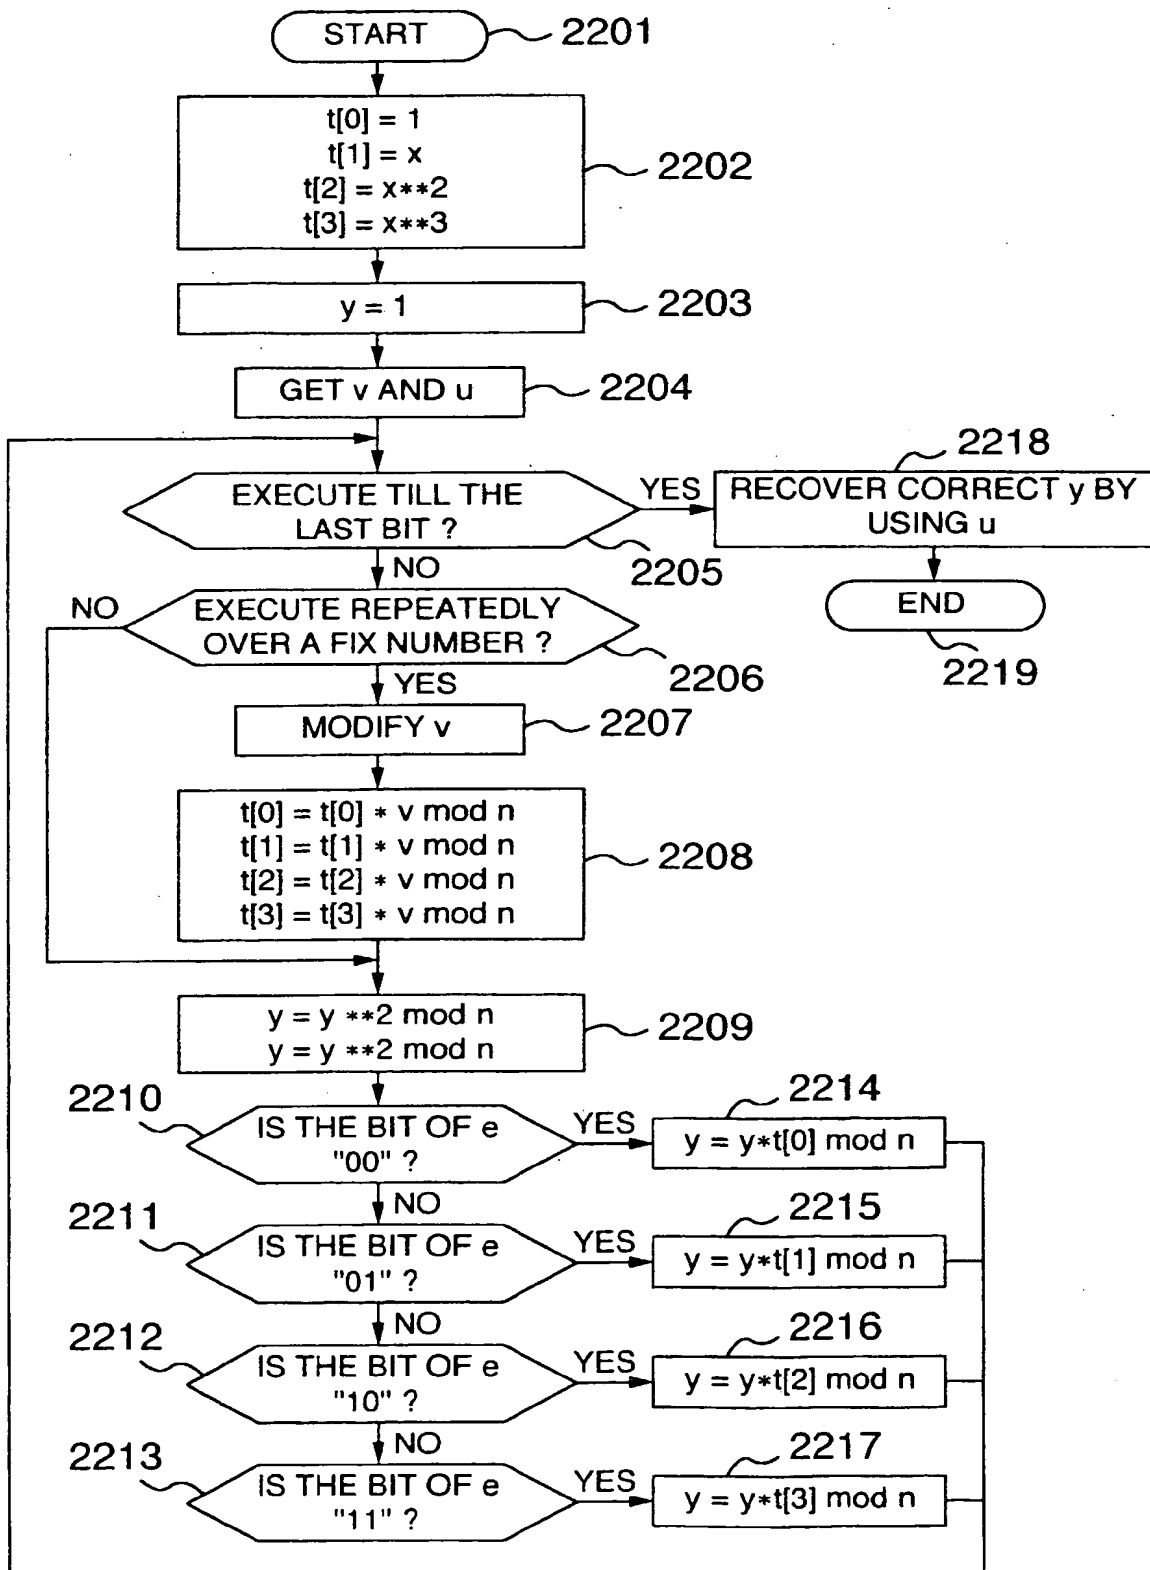 START
2201
t[0] = 1
t[1] = x
t[2] = x**2
t[3] = x**3
2202
y = 1
2203
GET v AND u
2204
EXECUTE TILL THE
LAST BIT ?
2205
YES
2218
RECOVER CORRECT y BY
USING u
END
2219
NO
NO
EXECUTE REPEATEDLY
OVER A FIX NUMBER ?
2206
YES
MODIFY v
2207
t[0] = t[0] * v mod n
t[1] = t[1] * v mod n
t[2] = t[2] * v mod n
t[3] = t[3] * v mod n
2208
y = y **2 mod n
y = y **2 mod n
2209
2210
IS THE BIT OF e
"00" ?
YES
2214
y = y*t[0] mod n
NO
2211
IS THE BIT OF e
"01" ?
YES
2215
y = y*t[1] mod n
NO
2212
IS THE BIT OF e
"10" ?
YES
2216
y = y*t[2] mod n
NO
2213
IS THE BIT OF e
"11" ?
YES
2217
y = y*t[3] mod n